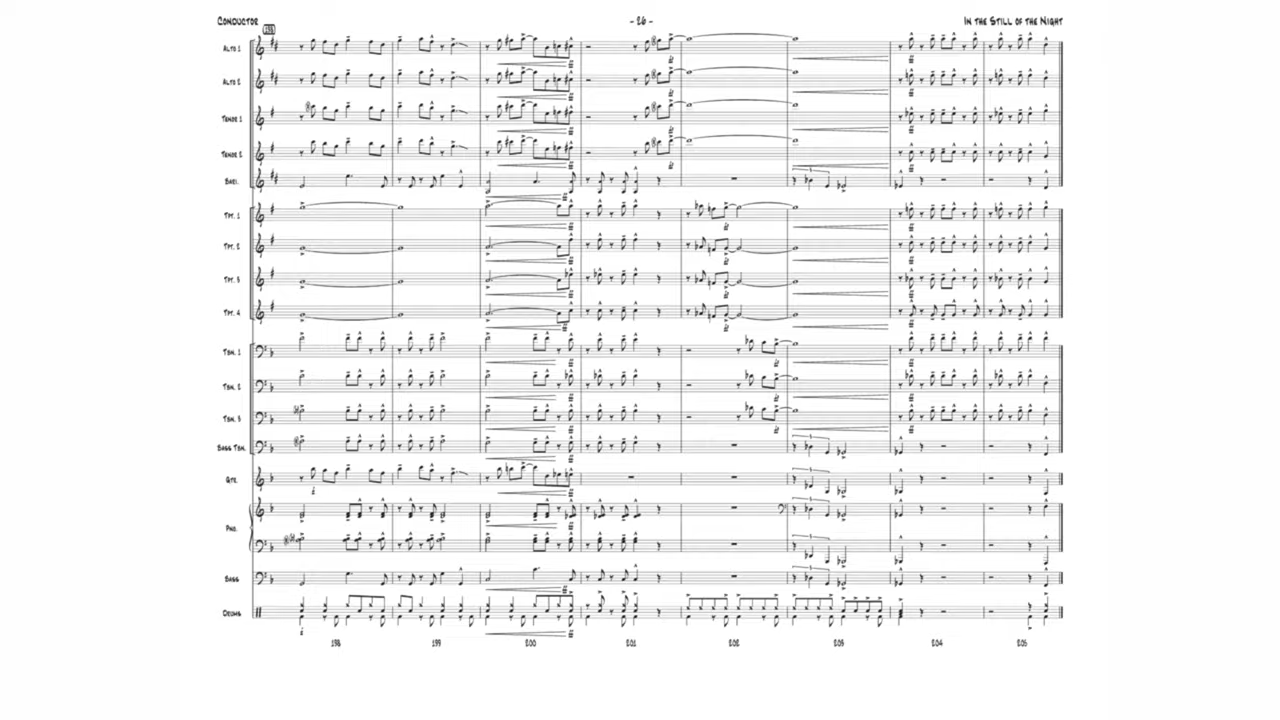 CONDUCTOR - 26 - IN THE STILL OF THE NIGHT
198
ALTO 1
ALTO 2
TENOR 1
TENOR 2
BARI.
TPT. 1
TPT. 2
TPT. 3
TPT. 4
TBN. 1
TBN. 2
TBN. 3
BASS TBN.
GTR.
PNO.
BASS
DRUMS
198 199 200 201 202 203 204 205